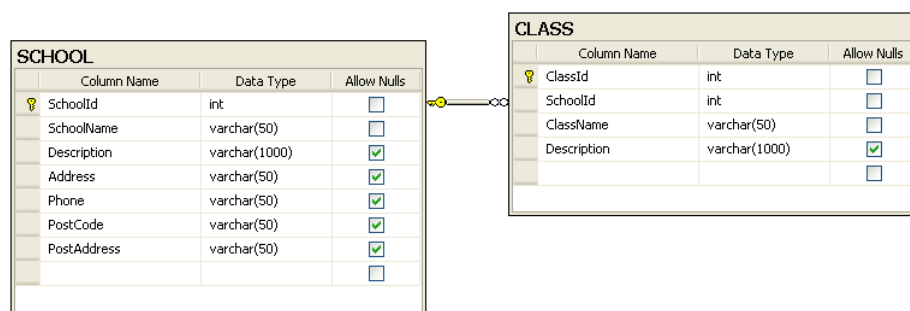 SCHOOL
Column Name Data Type Allow Nulls
SchoolId int
SchoolName varchar(50)
Description varchar(1000)
Address varchar(50)
Phone varchar(50)
PostCode varchar(50)
PostAddress varchar(50)
CLASS
Column Name Data Type Allow Nulls
ClassId int
SchoolId int
ClassName varchar(50)
Description varchar(1000)